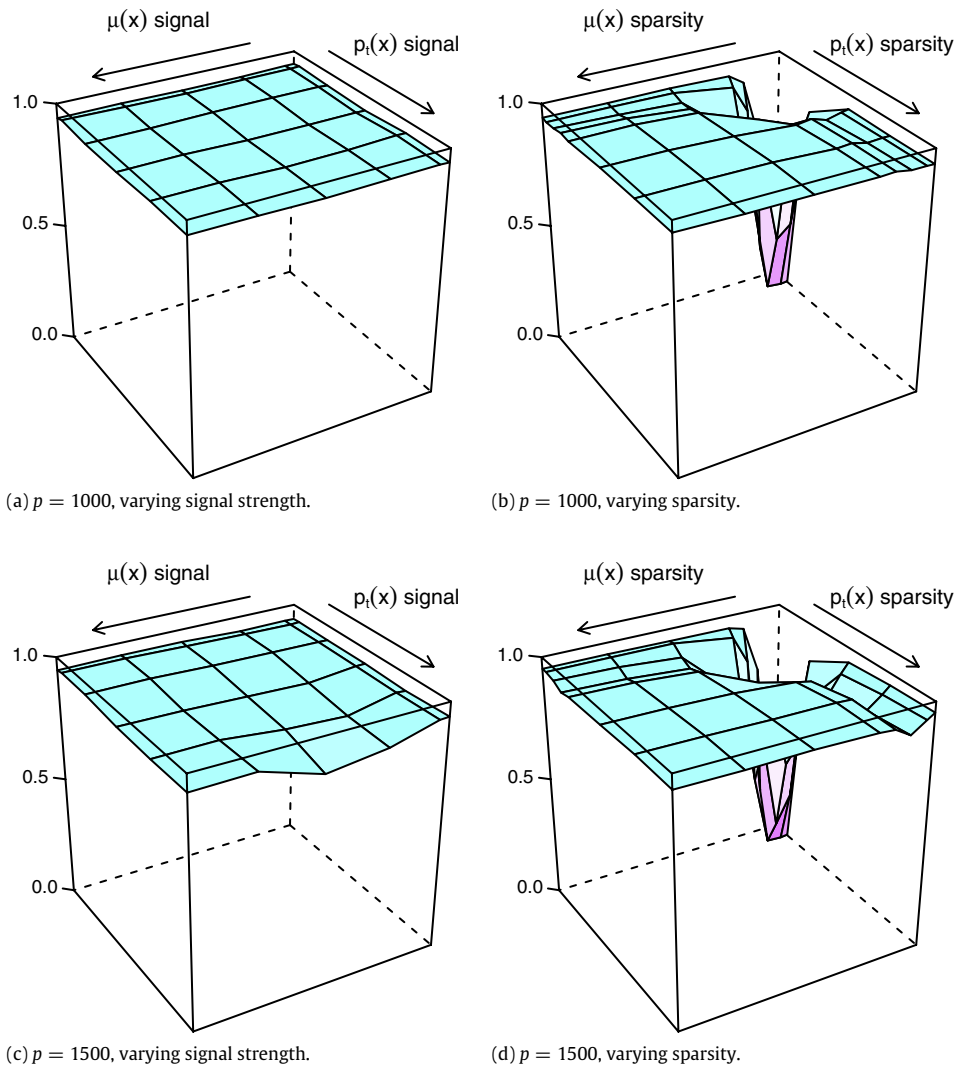 μ(x) signal
pₜ(x) signal
1.0
0.5
0.0
(a) p = 1000, varying signal strength.
μ(x) sparsity
pₜ(x) sparsity
1.0
0.5
0.0
(b) p = 1000, varying sparsity.
μ(x) signal
pₜ(x) signal
1.0
0.5
0.0
(c) p = 1500, varying signal strength.
μ(x) sparsity
pₜ(x) sparsity
1.0
0.5
0.0
(d) p = 1500, varying sparsity.